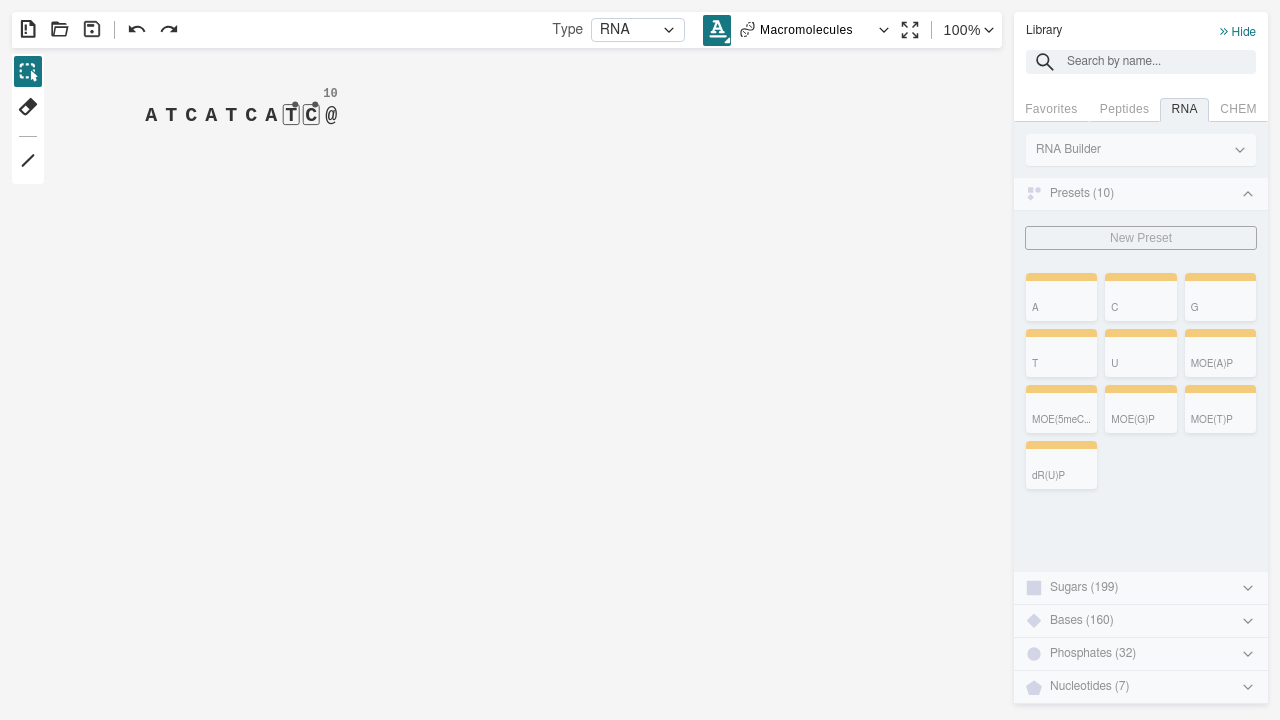 Type RNA Macromolecules 100%
10
A T C A T C A T C @
Library
Hide
Search by name...
Favorites Peptides RNA CHEM
RNA Builder
Presets (10)
New Preset
A C G
T U MOE(A)P
MOE(5meC... MOE(G)P MOE(T)P
dR(U)P
Sugars (199)
Bases (160)
Phosphates (32)
Nucleotides (7)